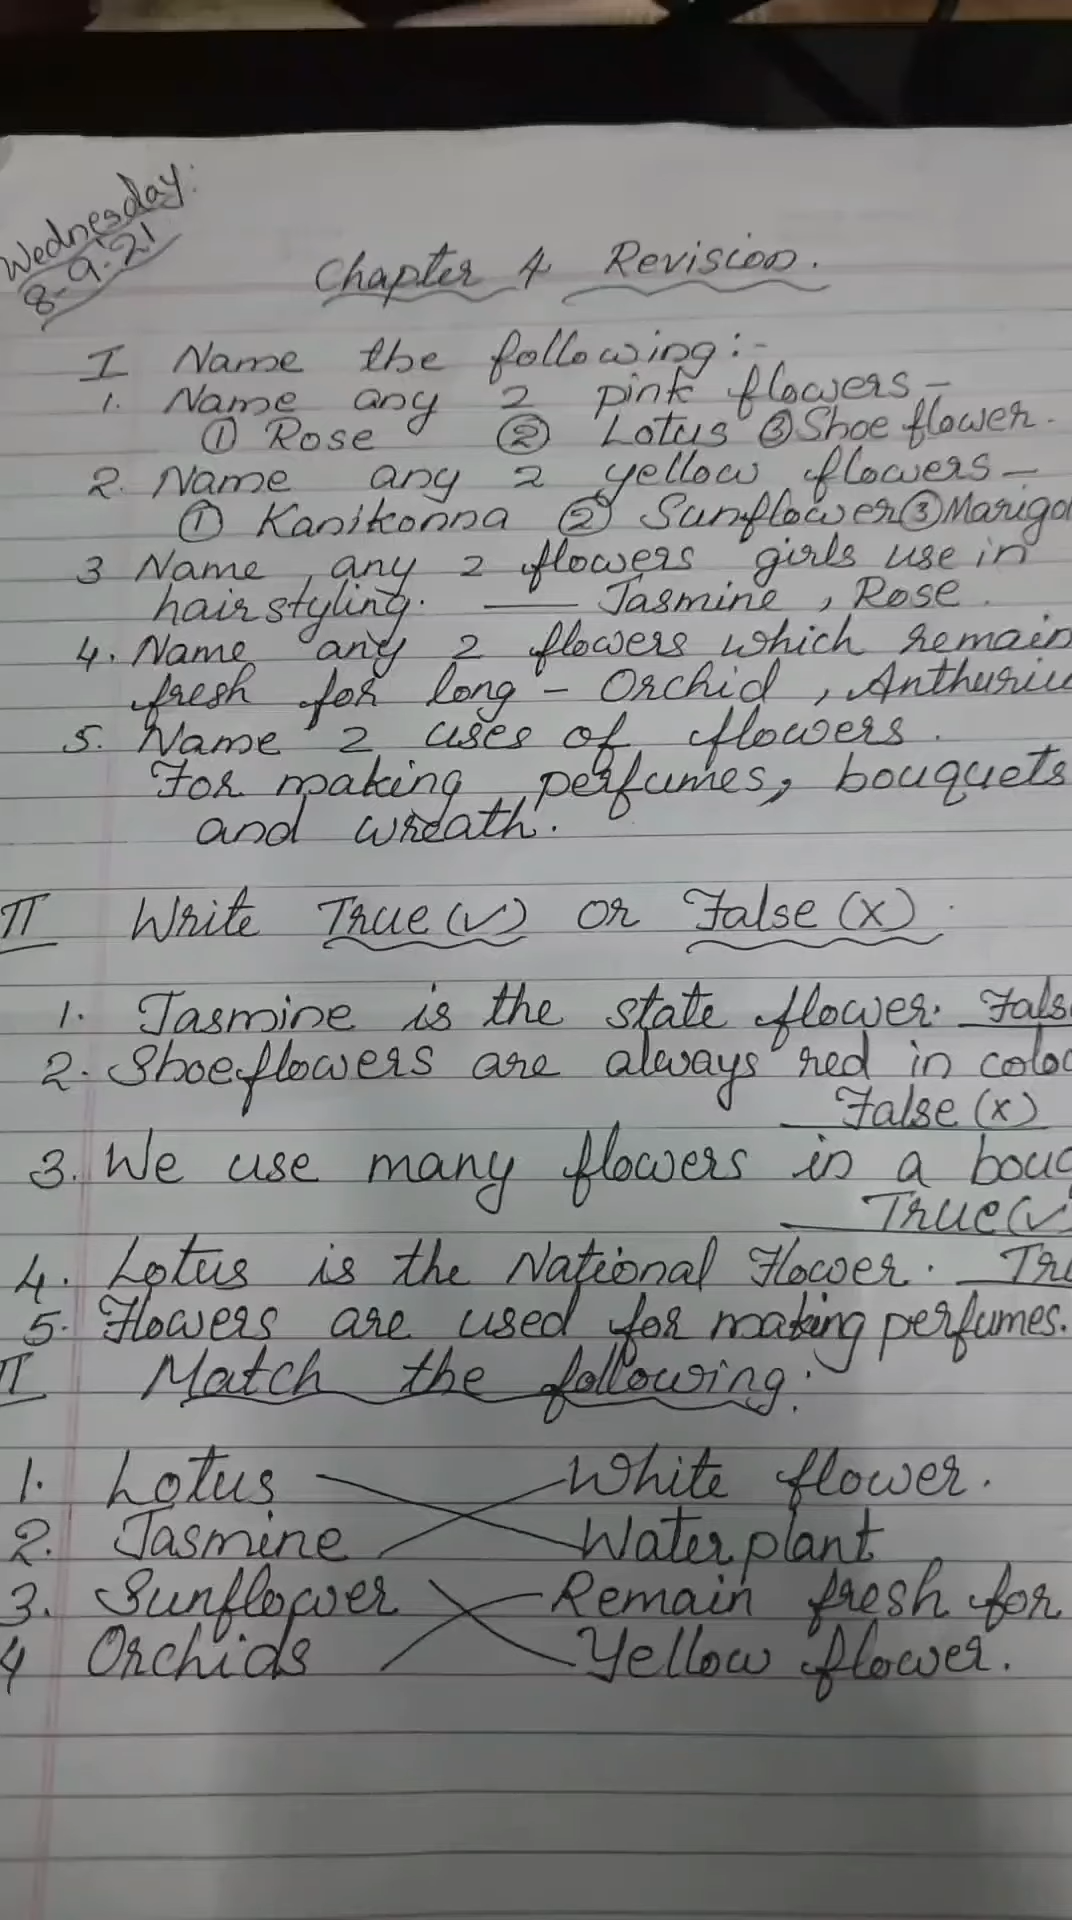 Wednesday:
8-9-21
Chapter 4 Revision.
I Name the following:-
1. Name any 2 pink flowers-
① Rose ② Lotus ③ Shoe flower.
2. Name any 2 yellow flowers-
① Kanikonna ② Sunflower ③ Marigo
3 Name any 2 flowers girls use in
hairstyling. — Jasmine, Rose.
4. Name any 2 flowers which remain
fresh for long - Orchid, Anthuriu
5. Name 2 uses of flowers.
For making perfumes, bouquets
and wreath.
II Write True (✓) or False (x).
1. Jasmine is the state flower. Fals
2. Shoeflowers are always red in colo
False (x)
3. We use many flowers in a bouq
True (✓
4. Lotus is the National Flower. Tru
5. Flowers are used for making perfumes.
II Match the following:
1. Lotus White flower.
2. Jasmine Water plant
3. Sunflower Remain fresh for
4 Orchids Yellow flower.